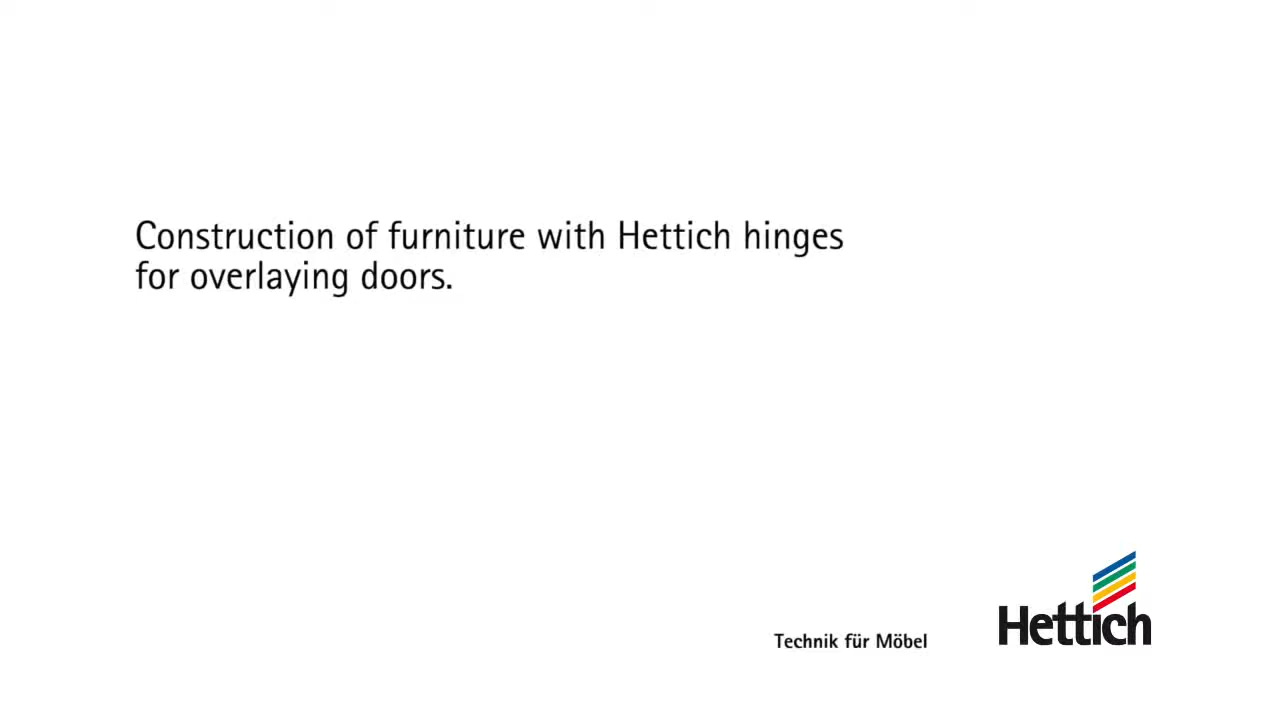 Construction of furniture with Hettich hinges
for overlaying doors.
Technik für Möbel
Hettich